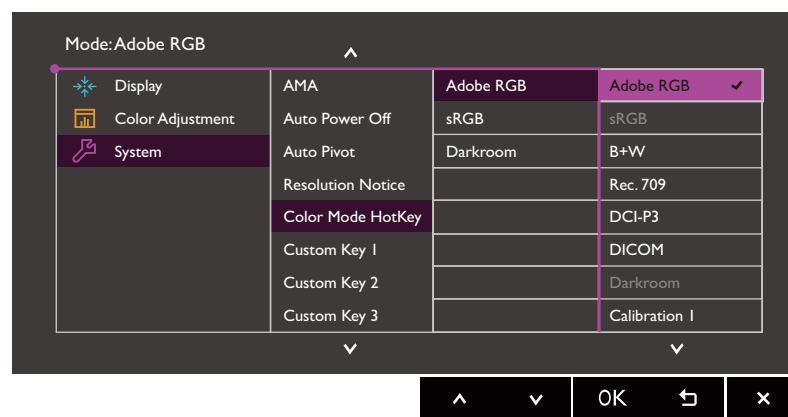 Mode: Adobe RGB
Display
Color Adjustment
System
AMA
Auto Power Off
Auto Pivot
Resolution Notice
Color Mode HotKey
Custom Key 1
Custom Key 2
Custom Key 3
Adobe RGB
sRGB
Darkroom
Adobe RGB
sRGB
B+W
Rec. 709
DCI-P3
DICOM
Darkroom
Calibration 1
OK